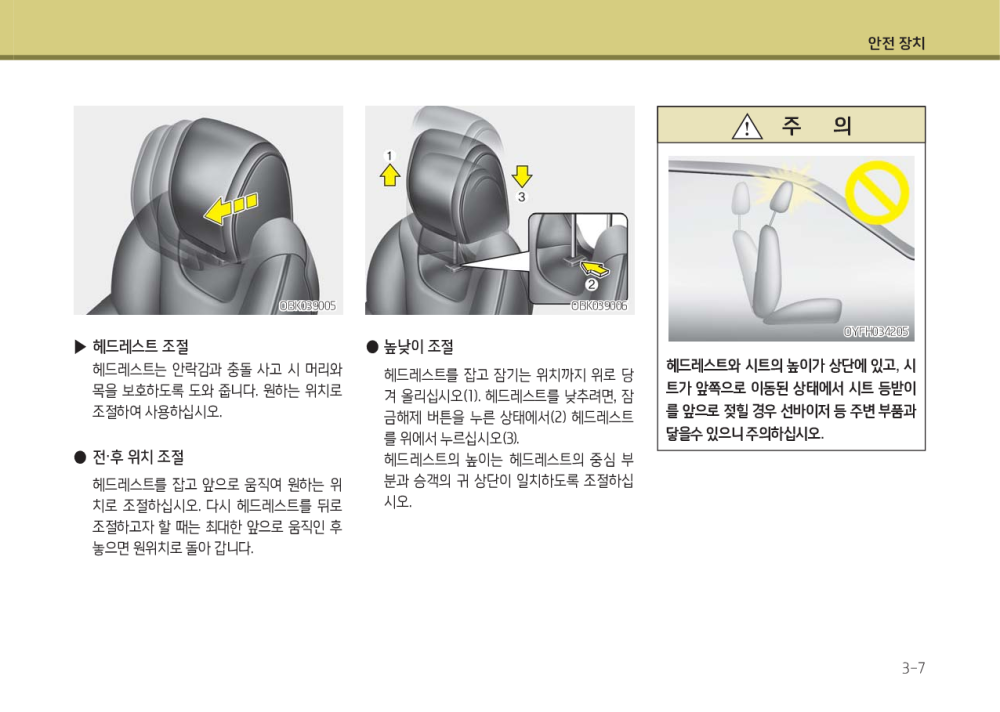 안전 장치
1
3
2
OBK039005
▶ 헤드레스트 조절
헤드레스트는 안락감과 충돌 사고 시 머리와
목을 보호하도록 도와 줍니다. 원하는 위치로
조절하여 사용하십시오.
● 전·후 위치 조절
헤드레스트를 잡고 앞으로 움직여 원하는 위
치로 조절하십시오. 다시 헤드레스트를 뒤로
조절하고자 할 때는 최대한 앞으로 움직인 후
놓으면 원위치로 돌아 갑니다.
OBK039006
● 높낮이 조절
헤드레스트를 잡고 잠기는 위치까지 위로 당
겨 올리십시오(1). 헤드레스트를 낮추려면, 잠
금해제 버튼을 누른 상태에서(2) 헤드레스트
를 위에서 누르십시오(3).
헤드레스트의 높이는 헤드레스트의 중심 부
분과 승객의 귀 상단이 일치하도록 조절하십
시오.
주 의
OYFH034205
헤드레스트와 시트의 높이가 상단에 있고, 시
트가 앞쪽으로 이동된 상태에서 시트 등받이
를 앞으로 젖힐 경우 선바이저 등 주변 부품과
닿을수 있으니 주의하십시오.
3-7